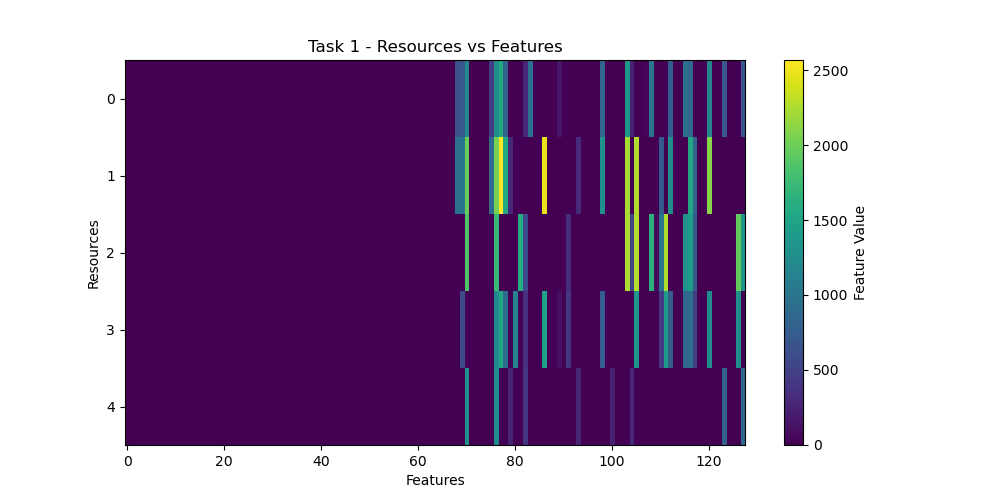 Task 1 - Resources vs Features
0
1
2
3
4
Resources
0 20 40 60 80 100 120
Features
2500
2000
1500
1000
500
0
Feature Value